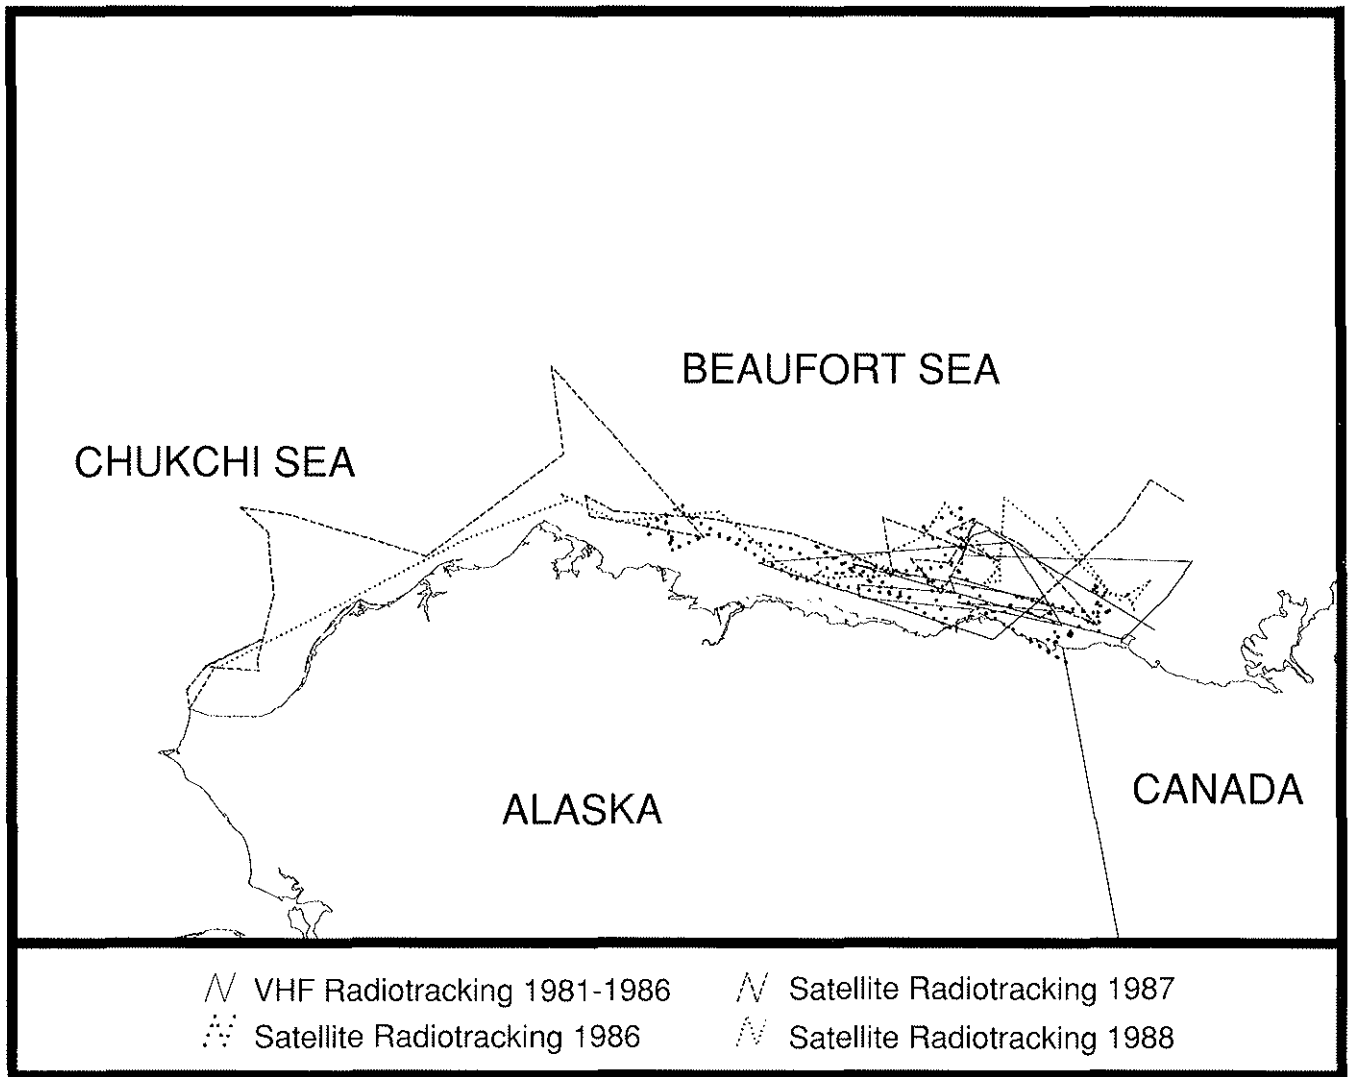 BEAUFORT SEA
CHUKCHI SEA
ALASKA
CANADA
VHF Radiotracking 1981-1986
Satellite Radiotracking 1987
Satellite Radiotracking 1986
Satellite Radiotracking 1988